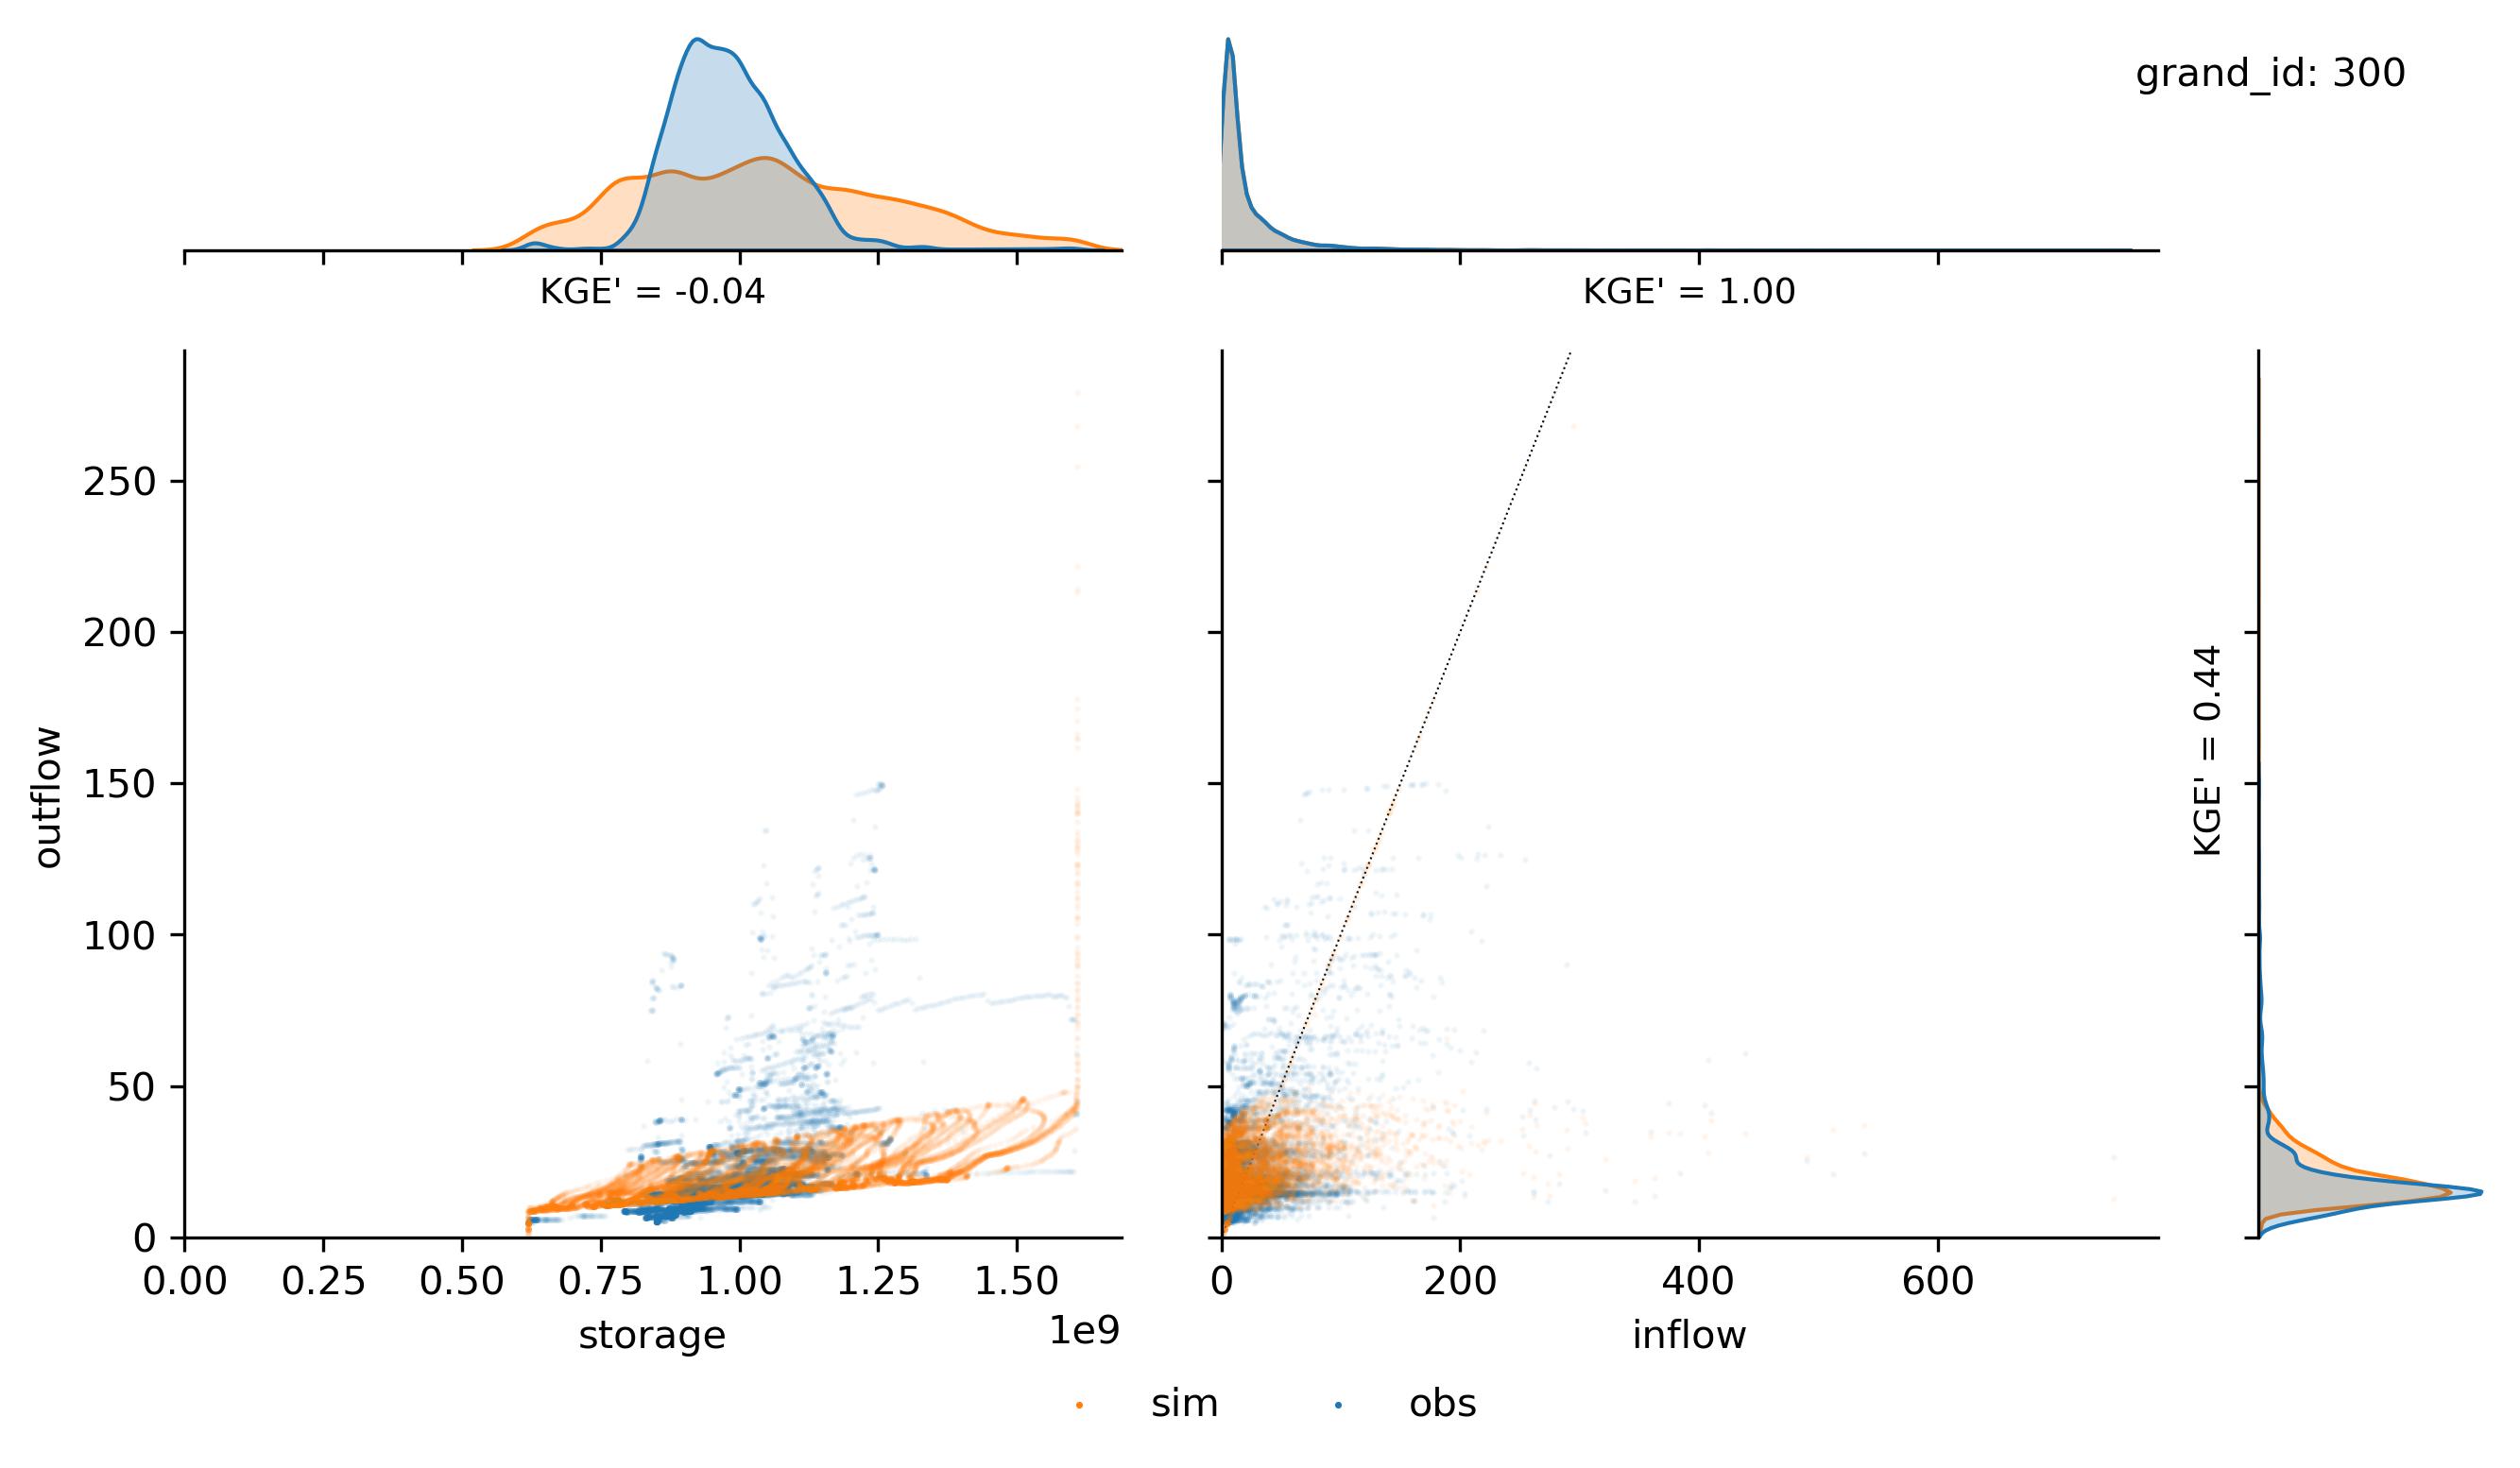 grand_id: 300
KGE' = -0.04
KGE' = 1.00
outflow
250
200
150
100
50
0
KGE' = 0.44
0.00 0.25 0.50 0.75 1.00 1.25 1.50
0 200 400 600
storage
1e9
inflow
sim
obs